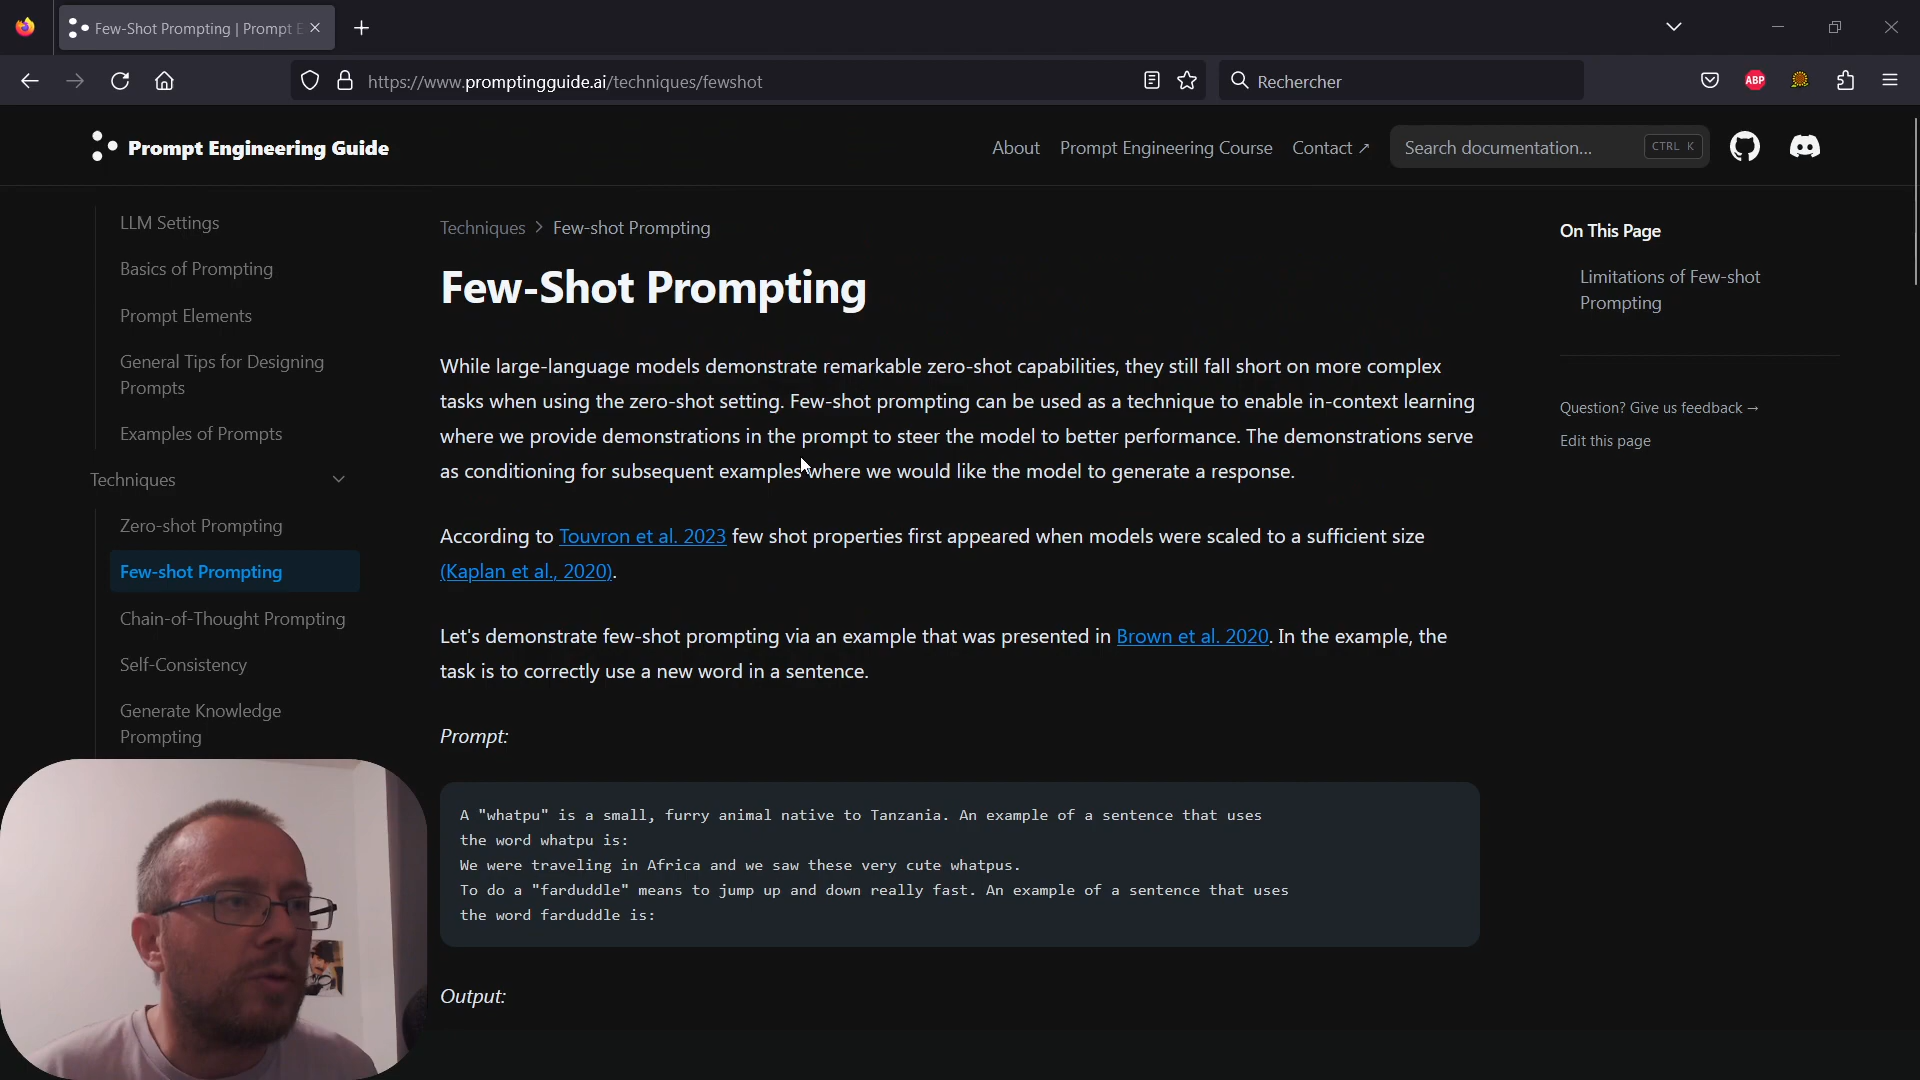 Few-Shot Prompting | Prompt E
https://www.promptingguide.ai/techniques/fewshot
Rechercher
ABP
Prompt Engineering Guide
About
Prompt Engineering Course
Contact ↗
Search documentation...
CTRL K
LLM Settings
Basics of Prompting
Prompt Elements
General Tips for Designing
Prompts
Examples of Prompts
Techniques
Zero-shot Prompting
Few-shot Prompting
Chain-of-Thought Prompting
Self-Consistency
Generate Knowledge
Prompting
Techniques > Few-shot Prompting
Few-Shot Prompting
While large-language models demonstrate remarkable zero-shot capabilities, they still fall short on more complex
tasks when using the zero-shot setting. Few-shot prompting can be used as a technique to enable in-context learning
where we provide demonstrations in the prompt to steer the model to better performance. The demonstrations serve
as conditioning for subsequent examples where we would like the model to generate a response.
According to Touvron et al. 2023 few shot properties first appeared when models were scaled to a sufficient size
(Kaplan et al., 2020).
Let's demonstrate few-shot prompting via an example that was presented in Brown et al. 2020. In the example, the
task is to correctly use a new word in a sentence.
Prompt:
A "whatpu" is a small, furry animal native to Tanzania. An example of a sentence that uses
the word whatpu is:
We were traveling in Africa and we saw these very cute whatpus.
To do a "farduddle" means to jump up and down really fast. An example of a sentence that uses
the word farduddle is:
Output:
On This Page
Limitations of Few-shot
Prompting
Question? Give us feedback →
Edit this page